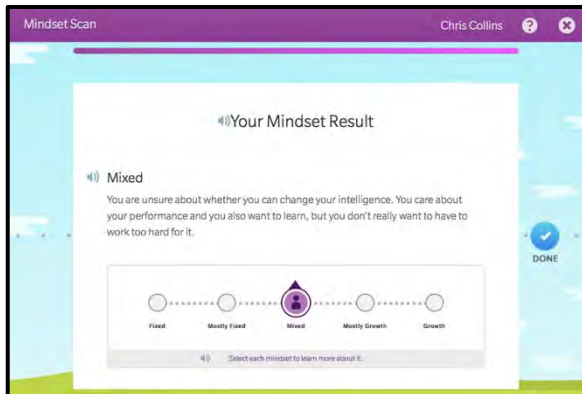 Mindset Scan
Chris Collins
?
Your Mindset Result
Mixed
You are unsure about whether you can change your intelligence. You care about
your performance and you also want to learn, but you don't really want to have to
work too hard for it.
DONE
Fixed
Mostly Fixed
Mixed
Mostly Growth
Growth
Select each mindset to learn more about it.